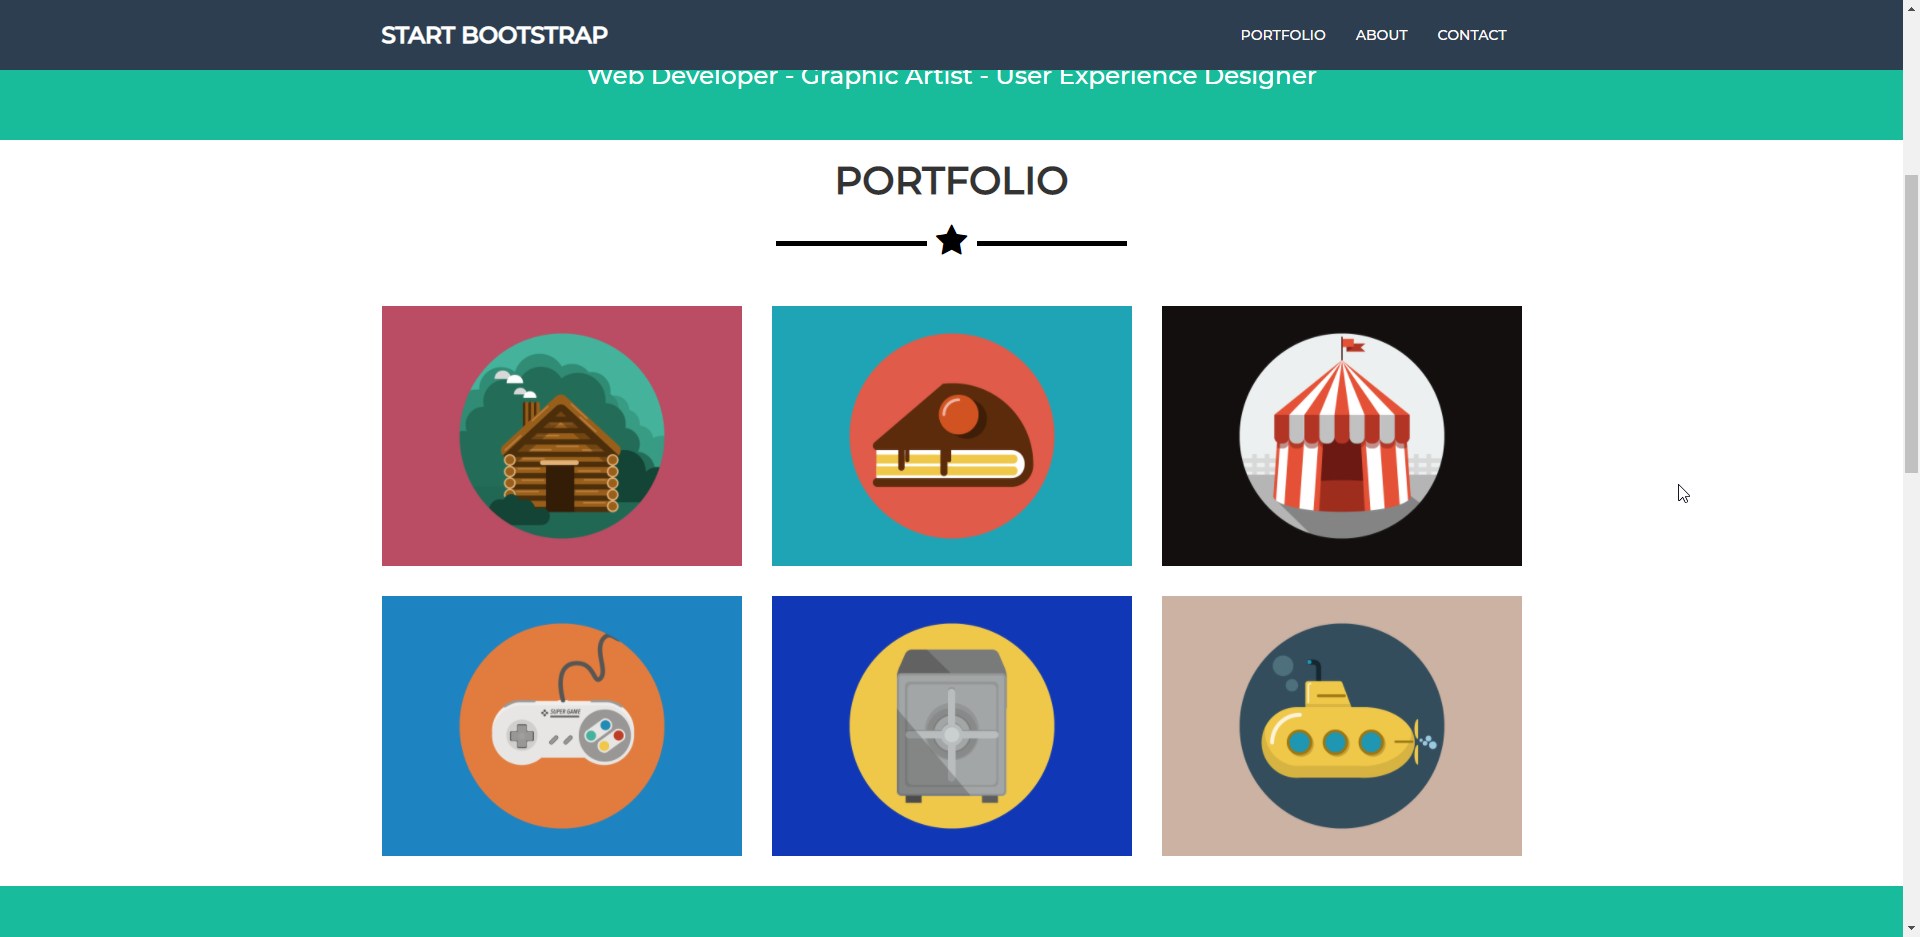 START BOOTSTRAP
PORTFOLIO ABOUT CONTACT
Web Developer - Graphic Artist - User Experience Designer
PORTFOLIO
SUPER GAME